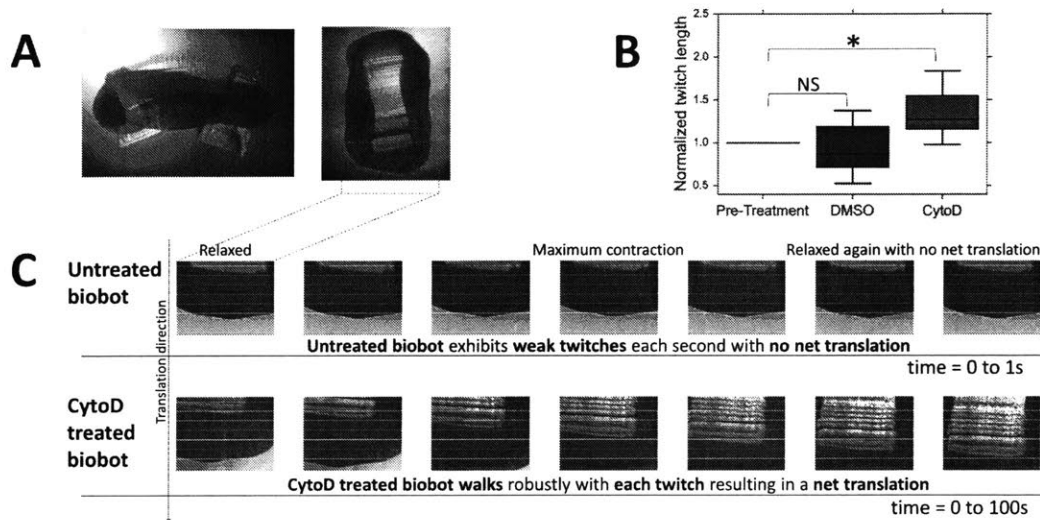 A
B
Normalized twitch length
2.5
2.0
1.5
1.0
0.5
*
NS
Pre-Treatment
DMSO
CytoD
C
Relaxed
Maximum contraction
Relaxed again with no net translation
Untreated
biobot
Translation direction
Untreated biobot exhibits weak twitches each second with no net translation
time = 0 to 1s
CytoD
treated
biobot
CytoD treated biobot walks robustly with each twitch resulting in a net translation
time = 0 to 100s